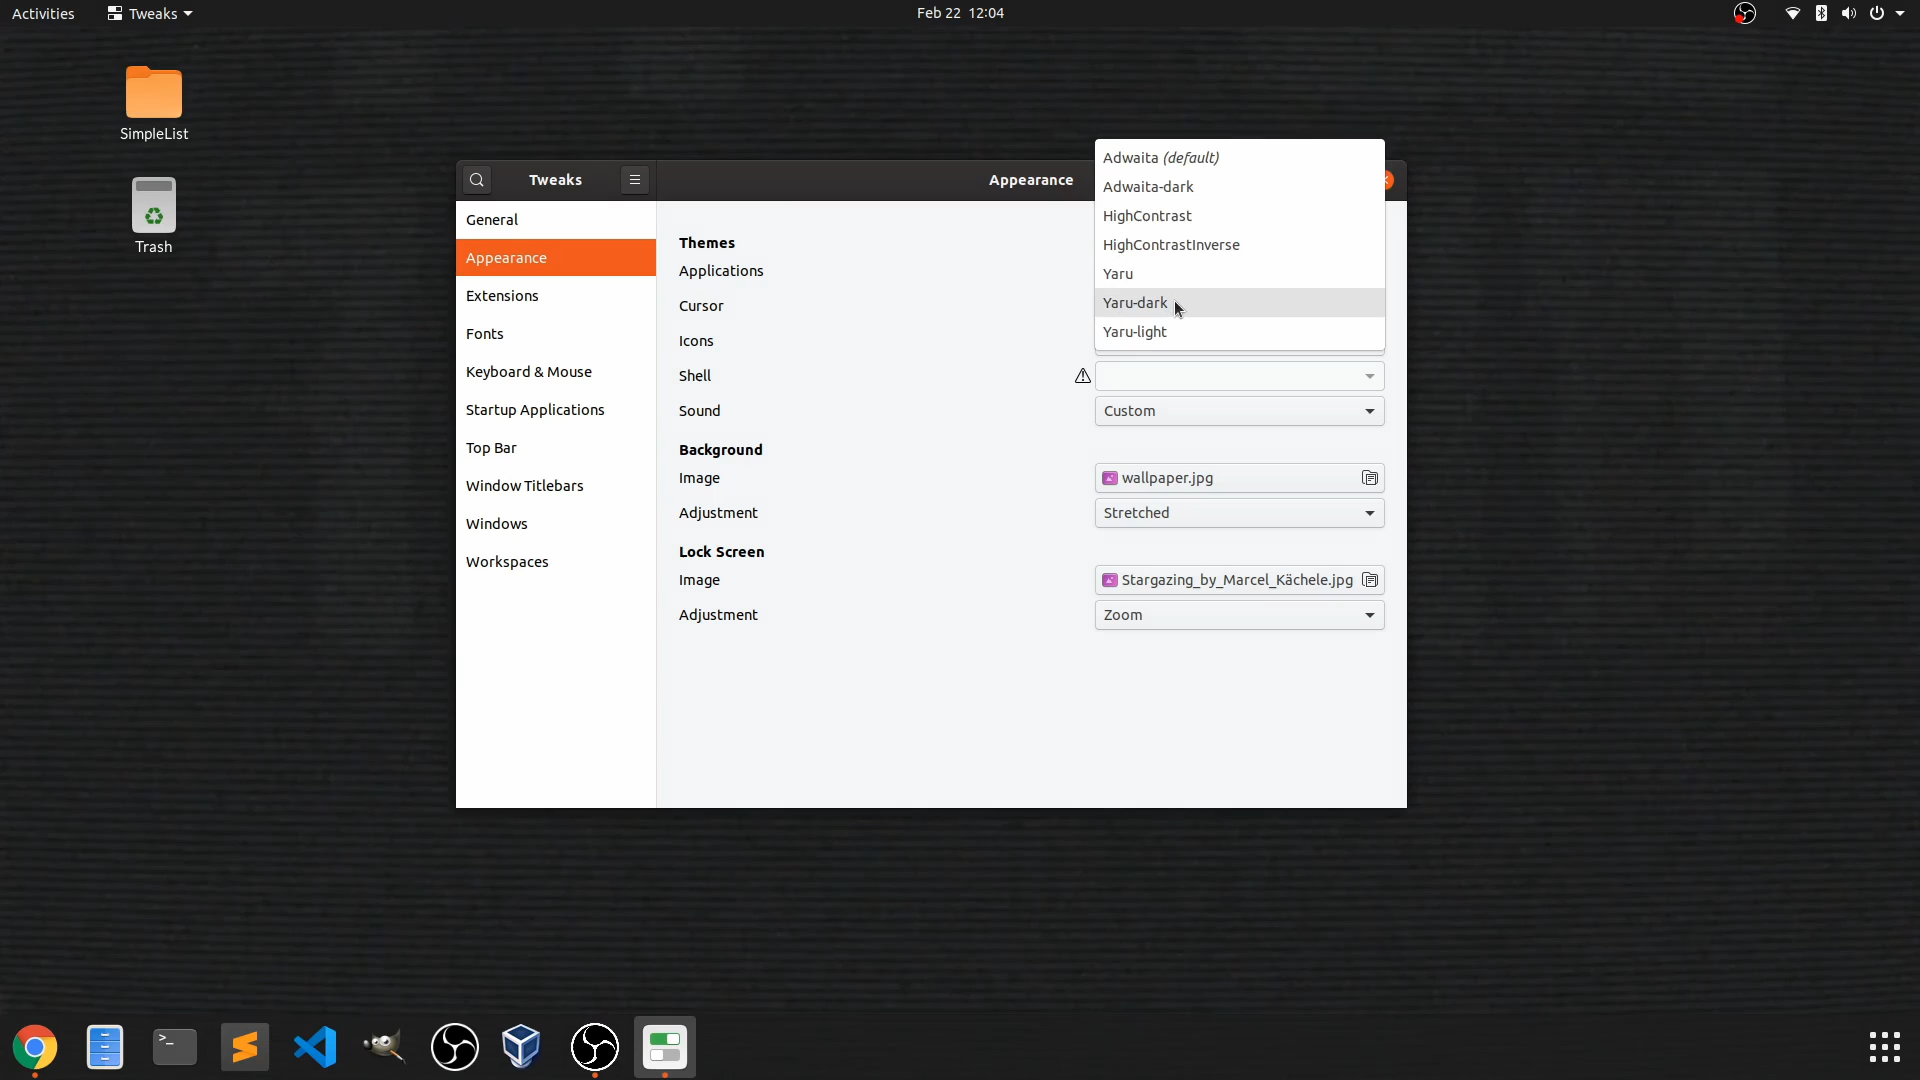 Activities
Tweaks
Feb 22 12:04
SimpleList
Trash
Tweaks
Appearance
General
Appearance
Extensions
Fonts
Keyboard & Mouse
Startup Applications
Top Bar
Window Titlebars
Windows
Workspaces
Themes
Applications
Cursor
Icons
Shell
Sound
Custom
Background
Image
wallpaper.jpg
Adjustment
Stretched
Lock Screen
Image
Stargazing_by_Marcel_Kächele.jpg
Adjustment
Zoom
Adwaita (default)
Adwaita-dark
HighContrast
HighContrastInverse
Yaru
Yaru-dark
Yaru-light
>_